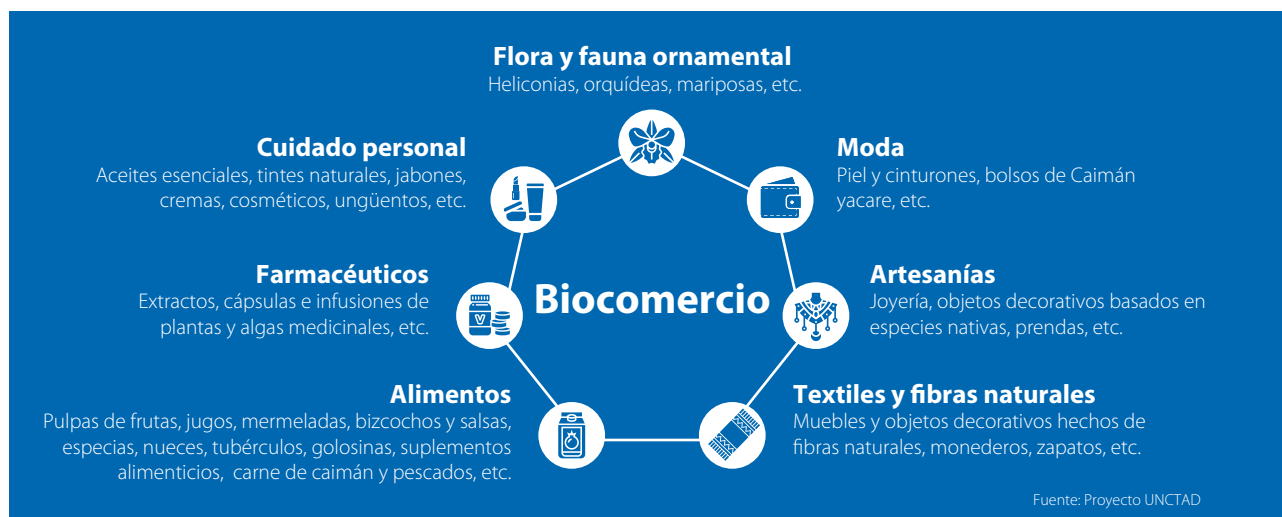 Flora y fauna ornamental
Heliconias, orquídeas, mariposas, etc.
Cuidado personal
Aceites esenciales, tintes naturales, jabones,
cremas, cosméticos, ungüentos, etc.
Moda
Piel y cinturones, bolsos de Caimán
yacare, etc.
Farmacéuticos
Extractos, cápsulas e infusiones de
plantas y algas medicinales, etc.
V
Biocomercio
Artesanías
Joyería, objetos decorativos basados en
especies nativas, prendas, etc.
Alimentos
Pulpas de frutas, jugos, mermeladas, bizcochos y salsas,
especias, nueces, tubérculos, golosinas, suplementos
alimenticios, carne de caimán y pescados, etc.
Textiles y fibras naturales
Muebles y objetos decorativos hechos de
fibras naturales, monederos, zapatos, etc.
Fuente: Proyecto UNCTAD